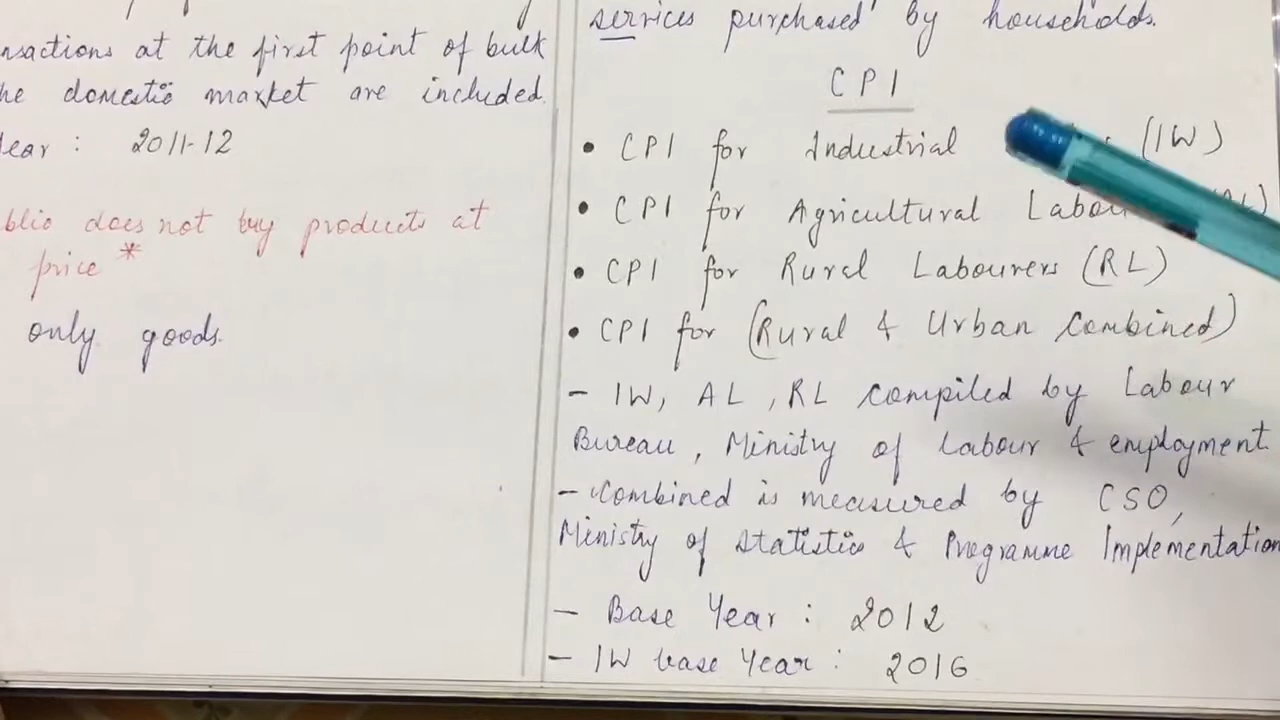 nsactions at the first point of bulk
he domestic market are included.
ear : 2011-12
blic does not buy products at
price *
only goods.
services purchased by households.
CPI
• CPI for Industrial (IW)
• CPI for Agricultural Labou
• CPI for Rural Labourers (RL)
• CPI for (Rural & Urban Combined)
- IW, AL, RL compiled by Labour
Bureau, Ministry of Labour & employment
- Combined is measured by CSO,
Ministry of Statistics & Programme Implementation
- Base Year : 2012
- IW base Year : 2016